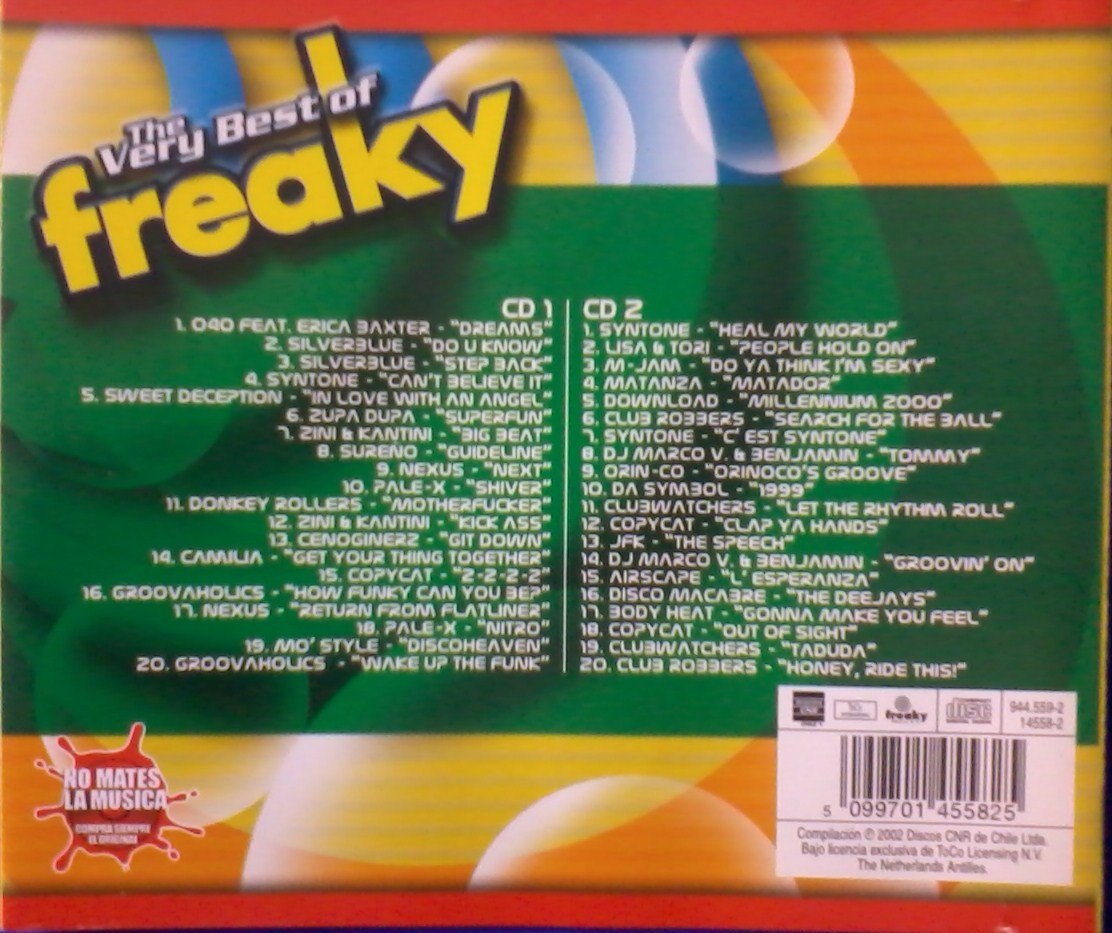 The
Very Best of
freaky
CD 1
1. 040 FEAT. ERICA BAXTER - "DREAMS"
2. SILVERBLUE - "DO U KNOW"
3. SILVERBLUE - "STEP BACK"
4. SYNTONE - "CAN'T BELIEVE IT"
5. SWEET DECEPTION - "IN LOVE WITH AN ANGEL"
6. ZUPA DUPA - "SUPERFUN"
7. ZINI & KANTINI - "BIG BEAT"
8. SURENO - "GUIDELINE"
9. NEXUS - "NEXT"
10. PALE-X - "SHIVER"
11. DONKEY ROLLERS - "MOTHERFUCKER"
12. ZINI & KANTINI - "KICK ASS"
13. CENOGINERZ - "GIT DOWN"
14. CAMILIA - "GET YOUR THING TOGETHER"
15. COPYCAT - "2-2-2-2"
16. GROOVAHOLICS - "HOW FUNKY CAN YOU BE?"
17. NEXUS - "RETURN FROM FLATLINER"
18. PALE-X - "NITRO"
19. MO' STYLE - "DISCOHEAVEN"
20. GROOVAHOLICS - "WAKE UP THE FUNK"
CD 2
1. SYNTONE - "HEAL MY WORLD"
2. LISA & TORI - "PEOPLE HOLD ON"
3. M-JAM - "DO YA THINK I'M SEXY"
4. MATANZA - "MATADOR"
5. DOWNLOAD - "MILLENNIUM 2000"
6. CLUB ROBBERS - "SEARCH FOR THE BALL"
7. SYNTONE - "C' EST SYNTONE"
8. DJ MARCO V. & BENJAMIN - "TOMMY"
9. ORIN-CO - "ORINOCO'S GROOVE"
10. DA SYMBOL - "1999"
11. CLUBWATCHERS - "LET THE RHYTHM ROLL"
12. COPYCAT - "CLAP YA HANDS"
13. JFK - "THE SPEECH"
14. DJ MARCO V. & BENJAMIN - "GROOVIN' ON"
15. AIRSCAPE - "L' ESPERANZA"
16. DISCO MACABRE - "THE DEEJAYS"
17. BODY HEAT - "GONNA MAKE YOU FEEL"
18. COPYCAT - "OUT OF SIGHT"
19. CLUBWATCHERS - "TADUDA"
20. CLUB ROBBERS - "HONEY, RIDE THIS!"
NO MATES
LA MUSICA
COMPRA SIEMPRE
EL ORIGINAL
freaky
disc
944.559-2
14558-2
5 099701 455825
Compilación ℗ 2002 Discos CNR de Chile Ltda.
Bajo licencia exclusiva de ToCo Licensing N.V.
The Netherlands Antilles.